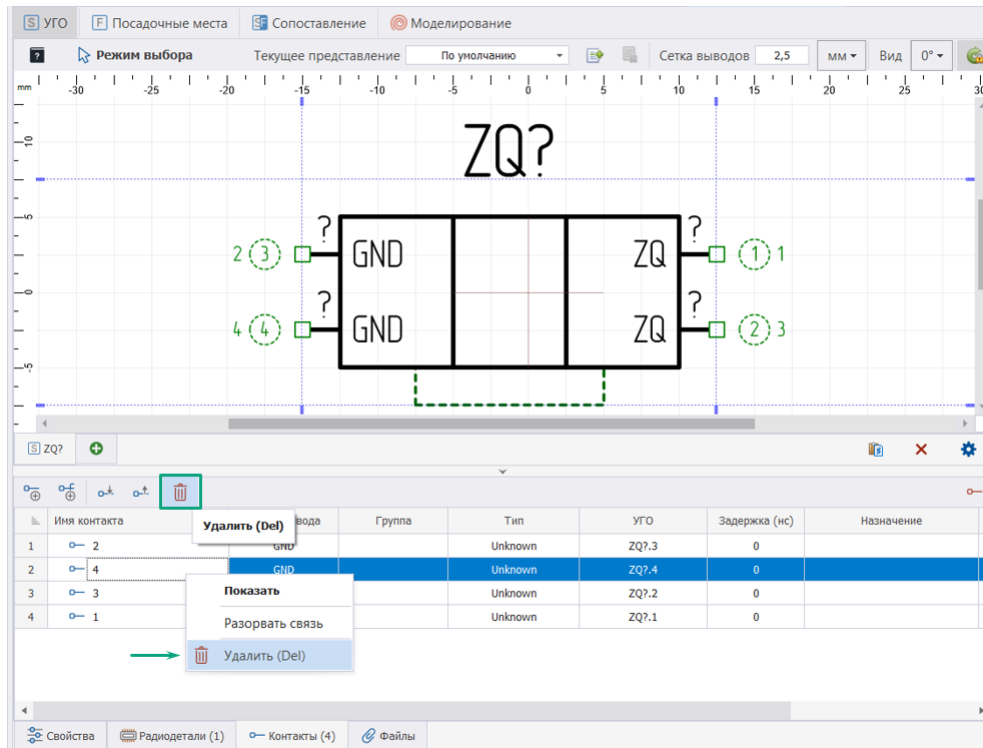 S УГО F Посадочные места S Сопоставление Моделирование
? Режим выбора Текущее представление По умолчанию Сетка выводов 2,5 мм Вид 0°
mm -30 -25 -20 -15 -10 -5 0 5 10 15 20 25 30
-10
ZQ?
-5
? ?
2 3 GND ZQ 1 1
-0
? ?
4 4 GND ZQ 2 3
-5
S ZQ?
Имя контакта вода Группа Тип УГО Задержка (нс) Назначение
Удалить (Del)
1 2 GND Unknown ZQ?.3 0
2 4 GND Unknown ZQ?.4 0
3 3 Unknown ZQ?.2 0
4 1 Unknown ZQ?.1 0
Показать
Разорвать связь
Удалить (Del)
Свойства Радиодетали (1) Контакты (4) Файлы